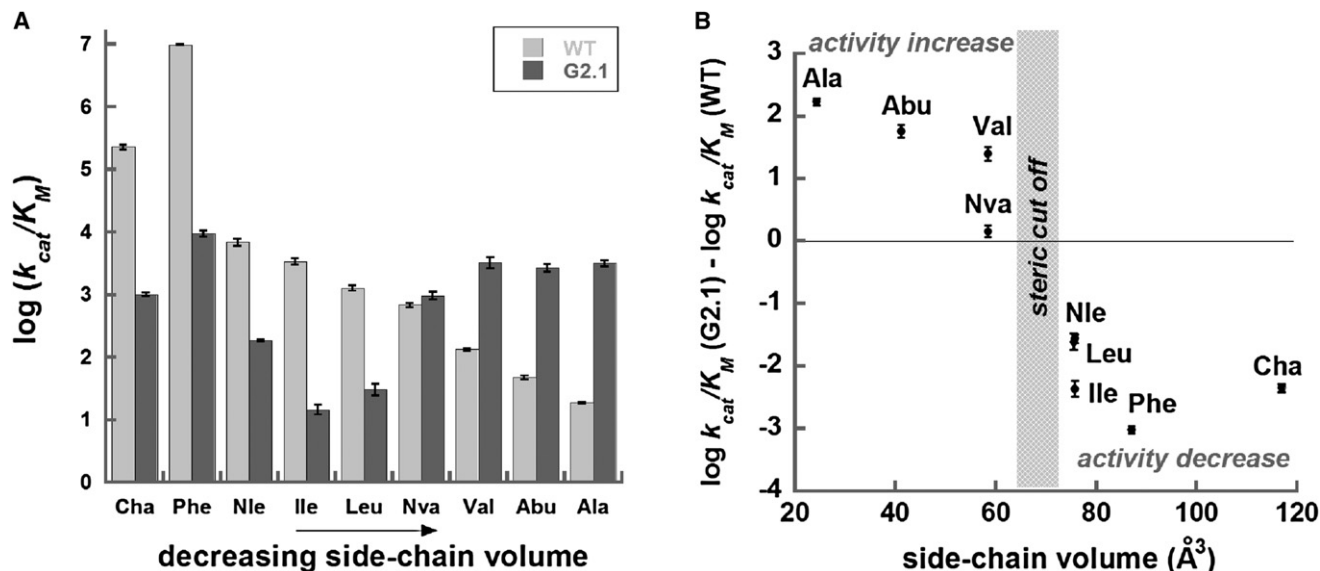 A
log (kcat/KM)
7
6
5
4
3
2
1
0
WT
G2.1
Cha Phe Nle Ile Leu Nva Val Abu Ala
decreasing side-chain volume
B
log kcat/KM (G2.1) - log kcat/KM (WT)
3
2
1
0
-1
-2
-3
-4
activity increase
Ala
Abu
Val
Nva
steric cut off
Nle
Leu
Ile
Cha
Phe
activity decrease
20 40 60 80 100 120
side-chain volume (Å3)